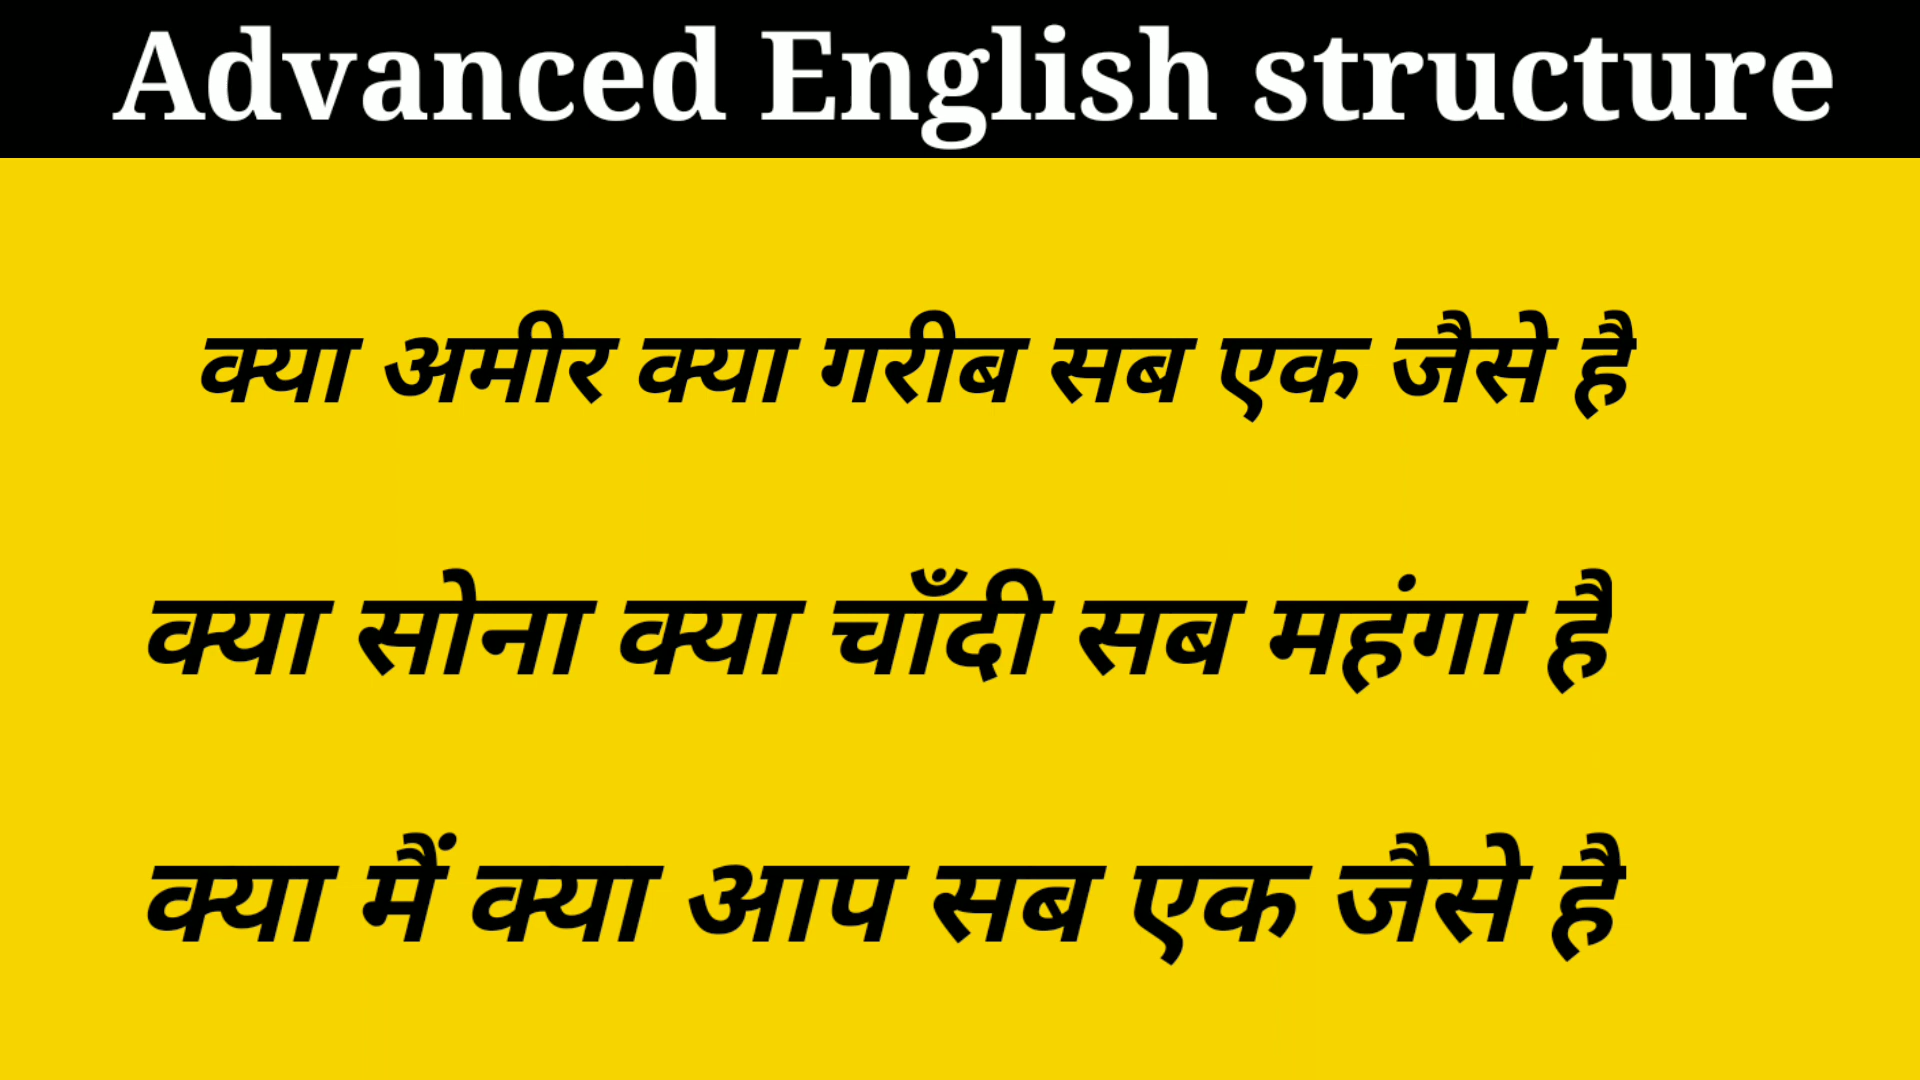 Advanced English structure
क्या अमीर क्या गरीब सब एक जैसे है
क्या सोना क्या चाँदी सब महंगा है
क्या मैं क्या आप सब एक जैसे है